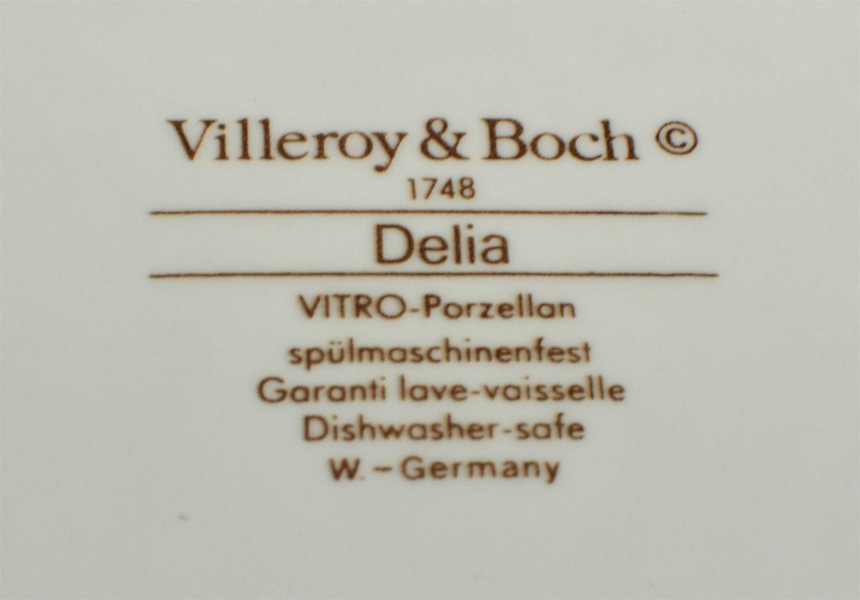 Villeroy & Boch ©
1748
Delia
VITRO-Porzellan
spülmaschinenfest
Garanti lave-vaisselle
Dishwasher-safe
W. – Germany